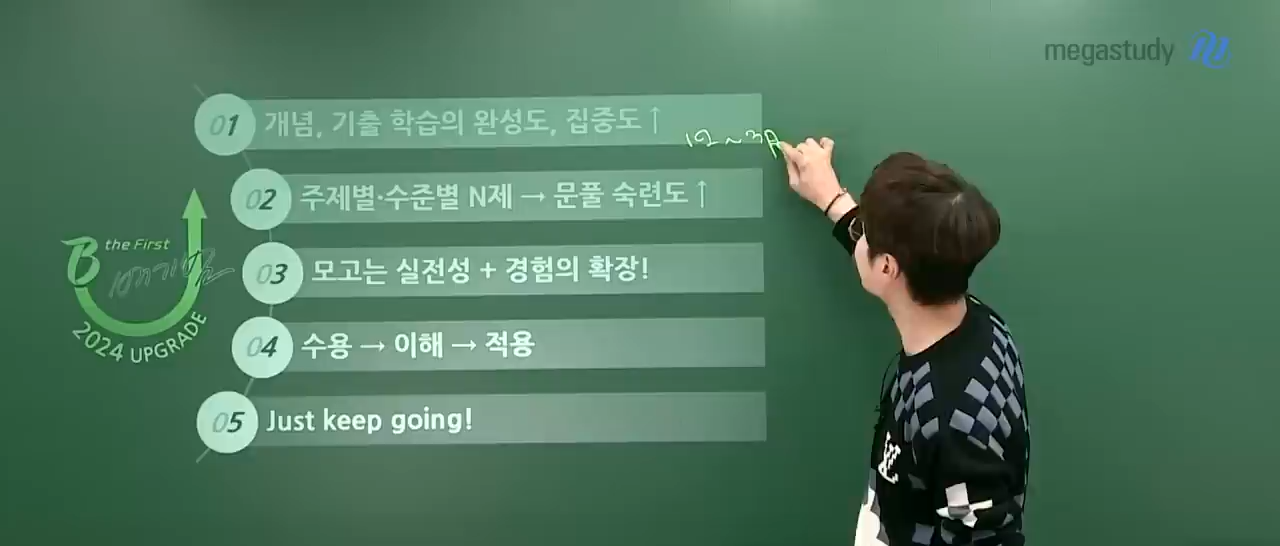 megastudy
01 개념, 기출 학습의 완성도, 집중도↑
12~3月
02 주제별·수준별 N제 → 문풀 숙련도↑
B the First
03 모고는 실전성 + 경험의 확장!
2024 UPGRADE
04 수용 → 이해 → 적용
05 Just keep going!